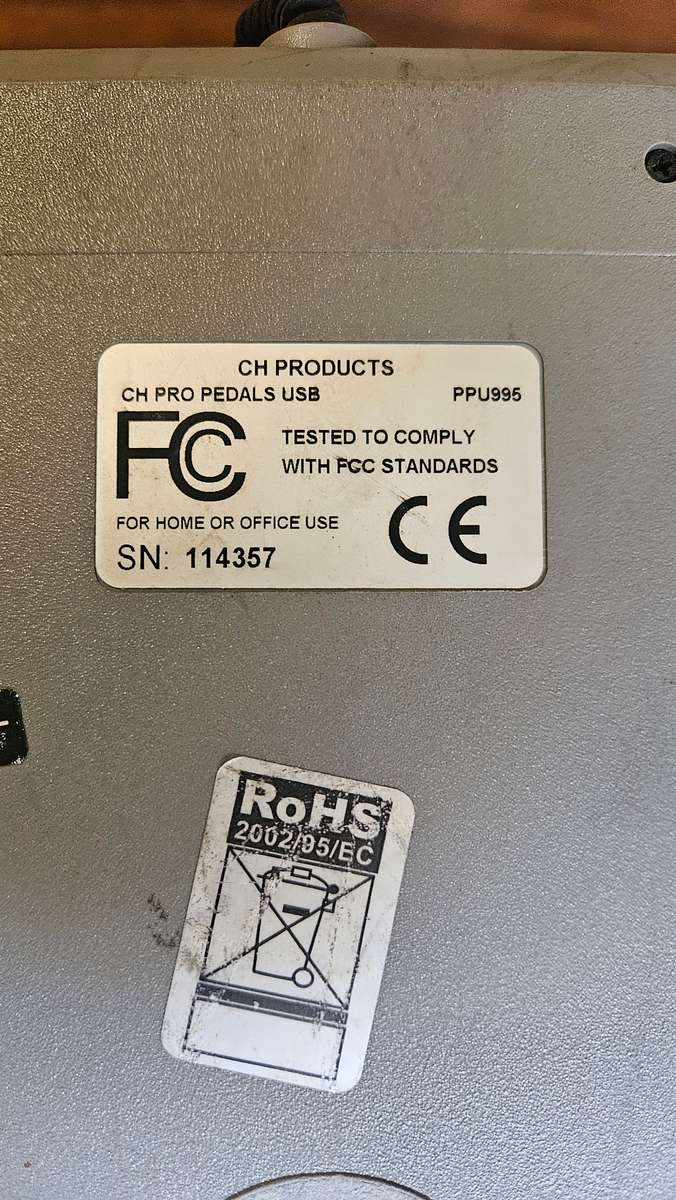 CH PRODUCTS
CH PRO PEDALS USB PPU995
FC TESTED TO COMPLY
WITH FCC STANDARDS
FOR HOME OR OFFICE USE
CE
SN: 114357
RoHS
2002/95/EC